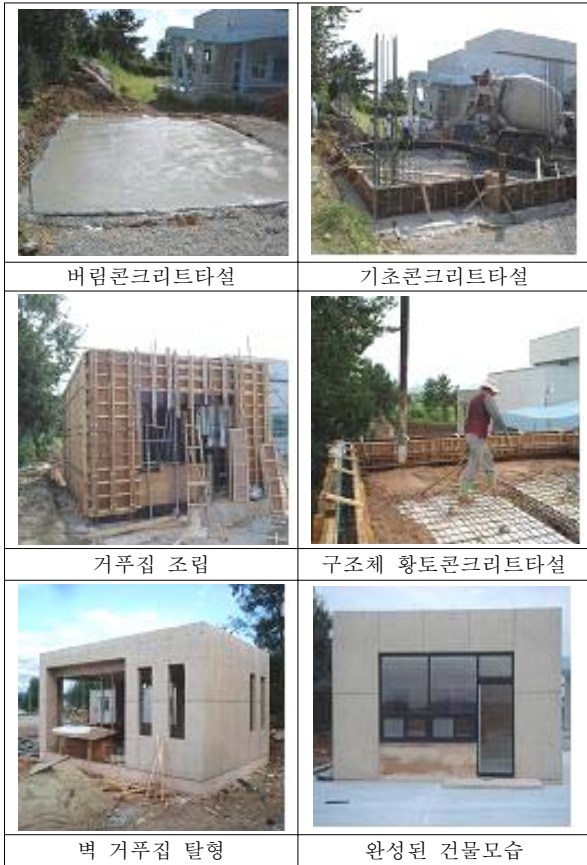 버림콘크리트타설
기초콘크리트타설
거푸집 조립
구조체 황토콘크리트타설
벽 거푸집 탈형
완성된 건물모습